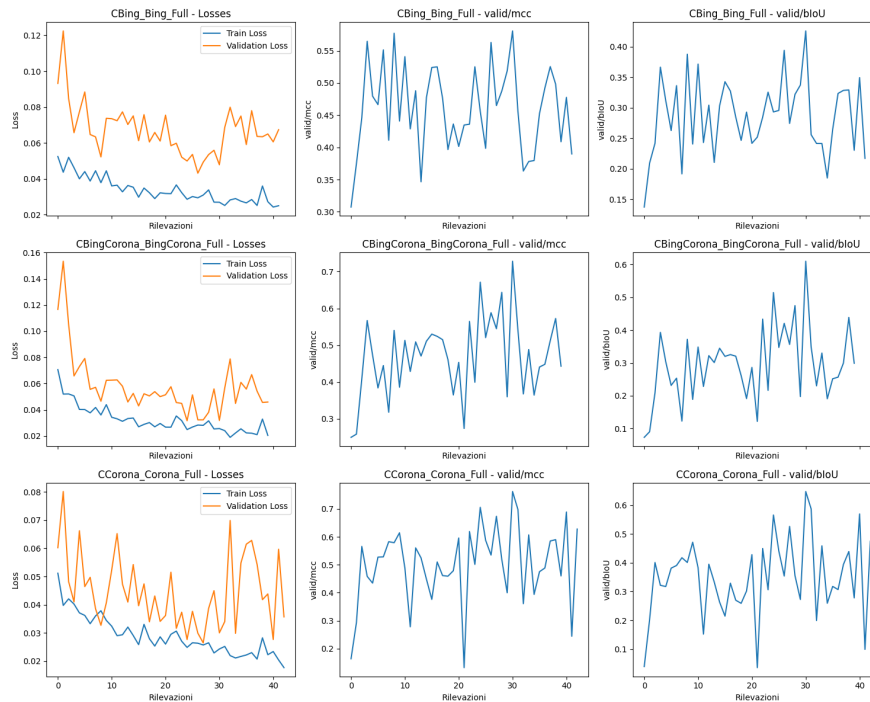 CBing_Bing_Full - Losses
CBing_Bing_Full - valid/mcc
CBing_Bing_Full - valid/bIoU
Train Loss
Validation Loss
Loss
0.12
0.10
0.08
0.06
0.04
0.02
valid/mcc
0.55
0.50
0.45
0.40
0.35
0.30
valid/bIoU
0.40
0.35
0.30
0.25
0.20
0.15
Rilevazioni
Rilevazioni
Rilevazioni
CBingCorona_BingCorona_Full - Losses
CBingCorona_BingCorona_Full - valid/mcc
CBingCorona_BingCorona_Full - valid/bIoU
Train Loss
Validation Loss
Loss
0.16
0.14
0.12
0.10
0.08
0.06
0.04
0.02
valid/mcc
0.7
0.6
0.5
0.4
0.3
valid/bIoU
0.6
0.5
0.4
0.3
0.2
0.1
Rilevazioni
Rilevazioni
Rilevazioni
CCorona_Corona_Full - Losses
CCorona_Corona_Full - valid/mcc
CCorona_Corona_Full - valid/bIoU
Train Loss
Validation Loss
Loss
0.08
0.07
0.06
0.05
0.04
0.03
0.02
valid/mcc
0.7
0.6
0.5
0.4
0.3
0.2
valid/bIoU
0.6
0.5
0.4
0.3
0.2
0.1
0 10 20 30 40
0 10 20 30 40
0 10 20 30 40
Rilevazioni
Rilevazioni
Rilevazioni